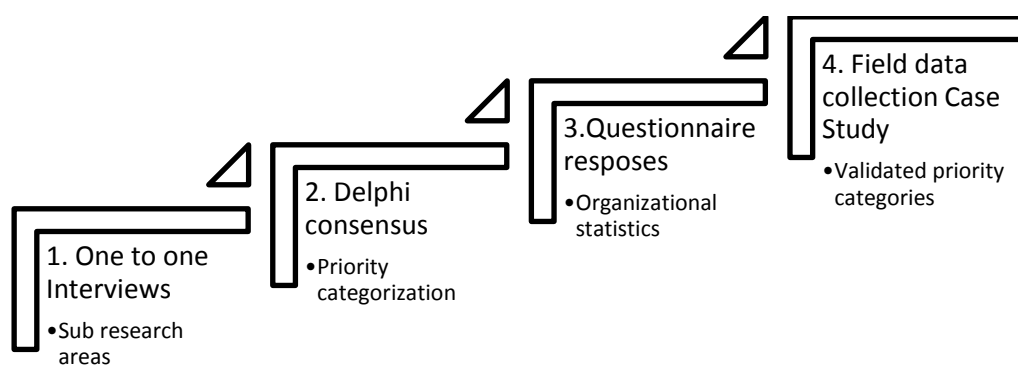 1. One to one
Interviews
•Sub research
areas
2. Delphi
consensus
•Priority
categorization
3.Questionnaire
resposes
•Organizational
statistics
4. Field data
collection Case
Study
•Validated priority
categories